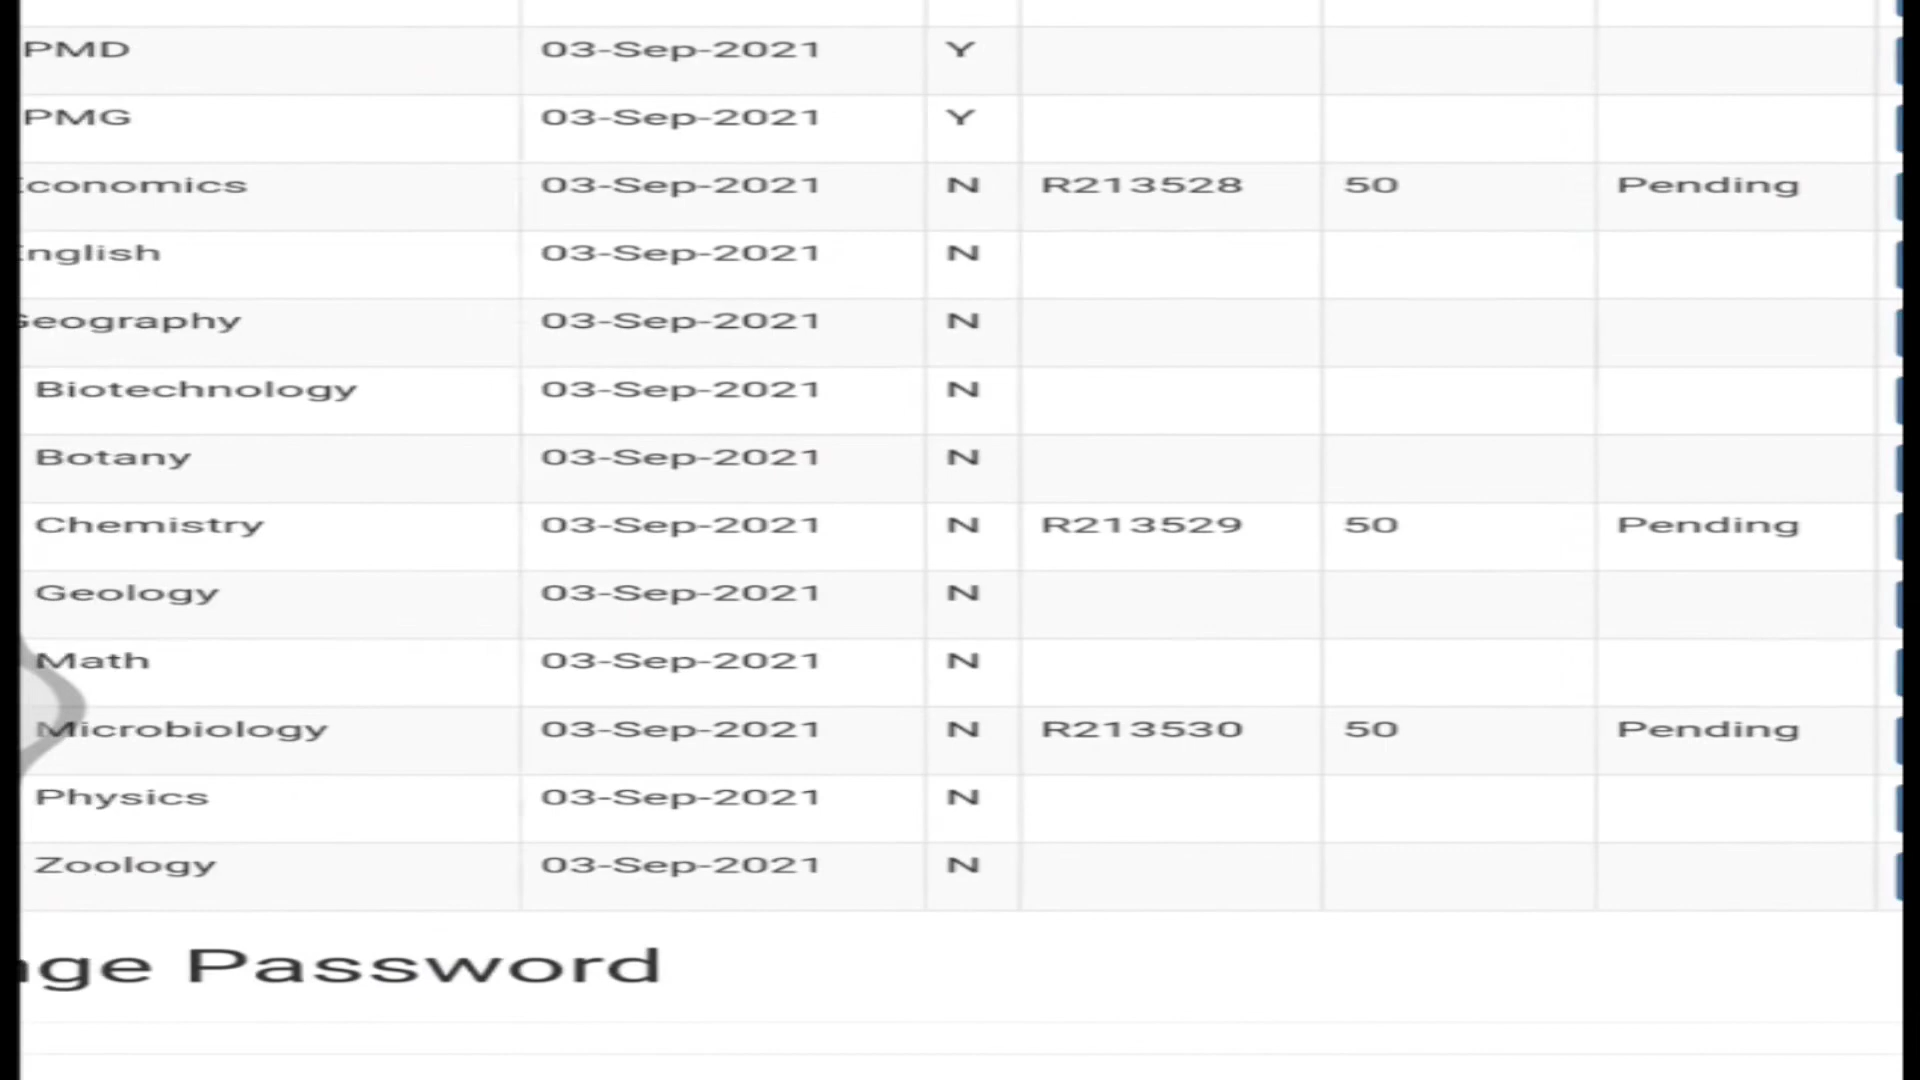 PMD 03-Sep-2021 Y
PMG 03-Sep-2021 Y
conomics 03-Sep-2021 N R213528 50 Pending
nglish 03-Sep-2021 N
eography 03-Sep-2021 N
Biotechnology 03-Sep-2021 N
Botany 03-Sep-2021 N
Chemistry 03-Sep-2021 N R213529 50 Pending
Geology 03-Sep-2021 N
Math 03-Sep-2021 N
Microbiology 03-Sep-2021 N R213530 50 Pending
Physics 03-Sep-2021 N
Zoology 03-Sep-2021 N
ge Password